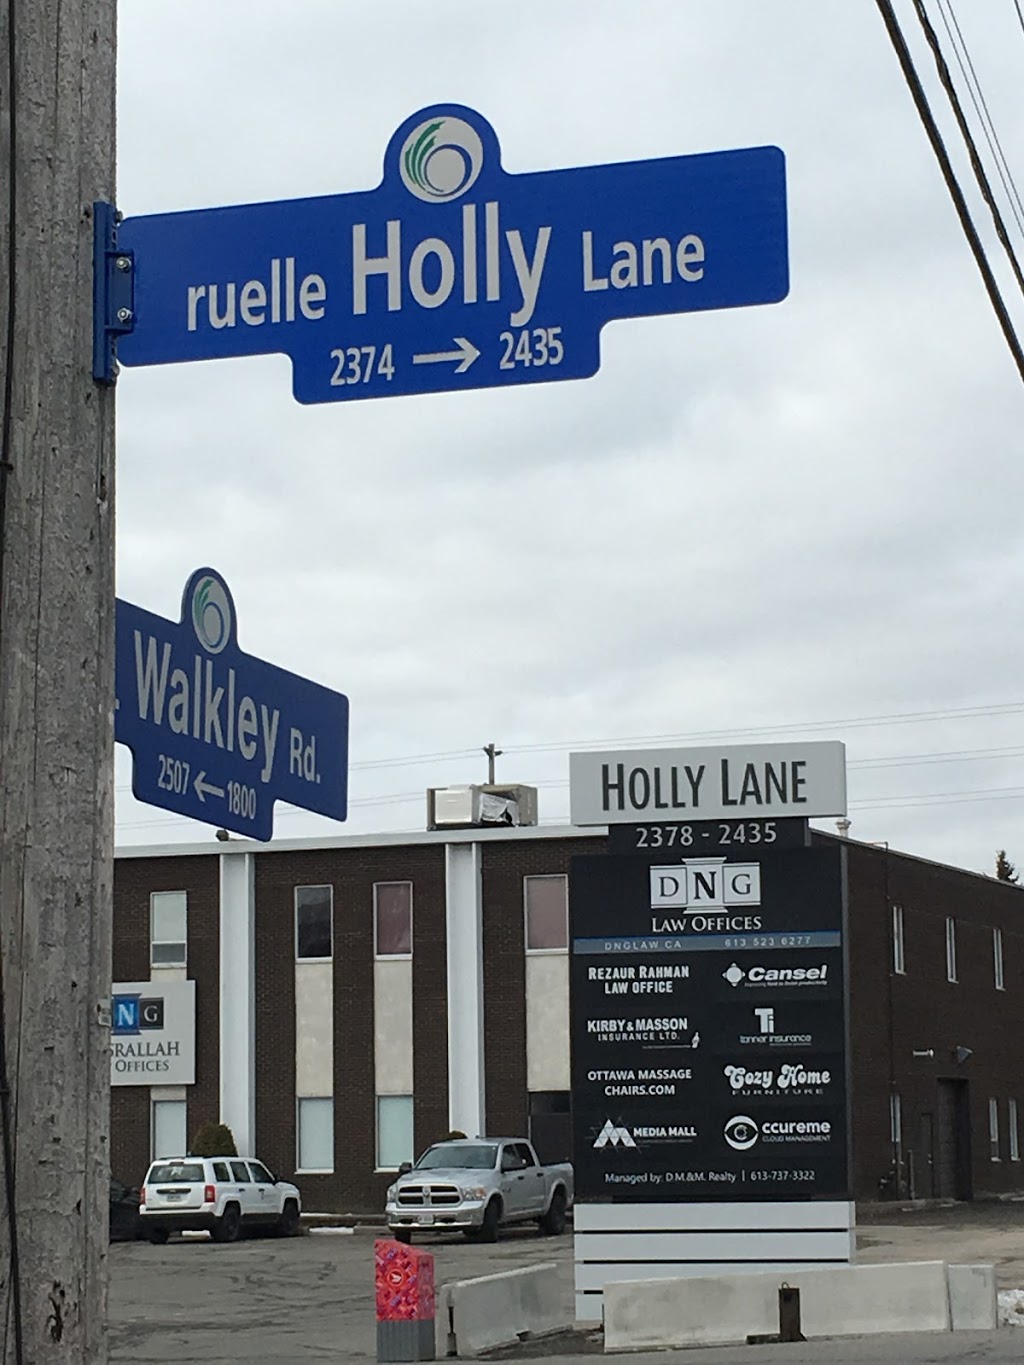 ruelle Holly Lane
2374 → 2435
Walkley Rd.
2507 ← 1800
HOLLY LANE
2378 - 2435
DNG
LAW OFFICES
DNGLAW.CA 613 523 6277
REZAUR RAHMAN
LAW OFFICE
Cansel
KIRBY & MASSON
INSURANCE LTD.
Ti
tanner insurance
OTTAWA MASSAGE
CHAIRS.COM
Cozy Home
FURNITURE
MEDIA MALL
ccureme
CLOUD MANAGEMENT
Managed by: D.M.&M. Realty | 613-737-3322
NG
SRALLAH
OFFICES